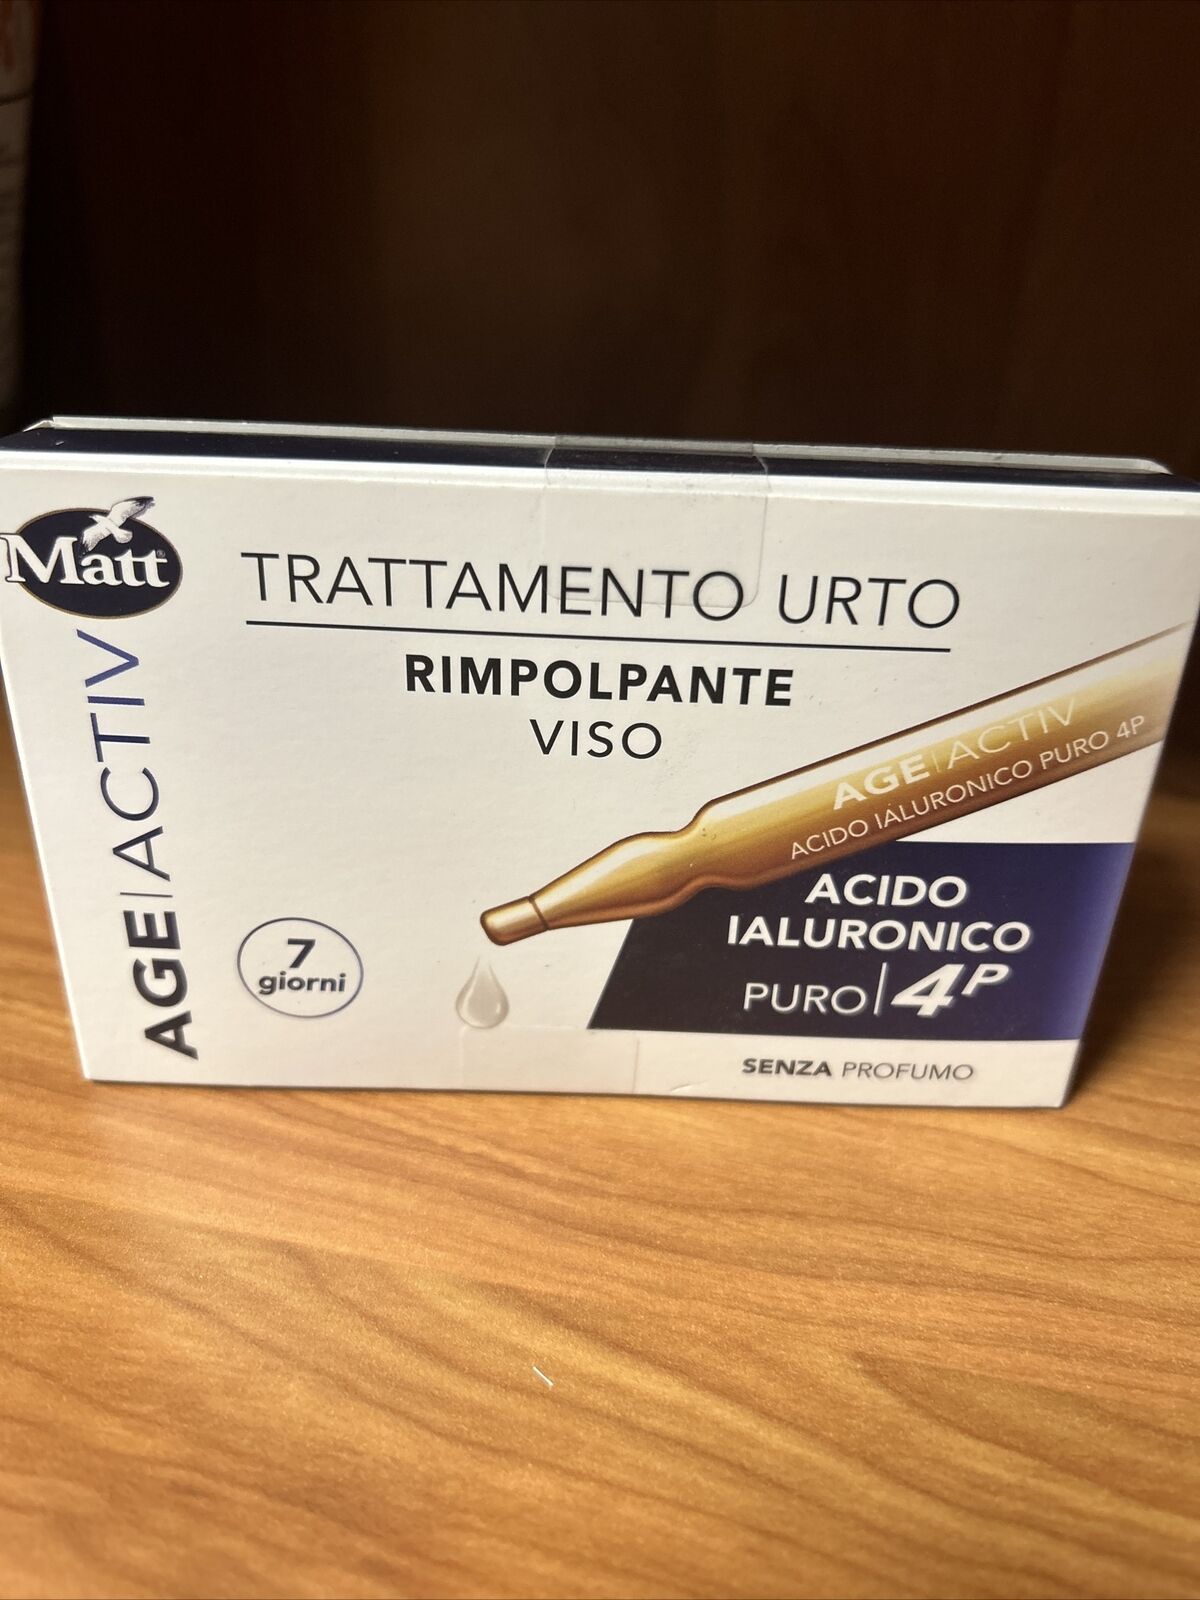 Matt
AGE|ACTIV
TRATTAMENTO URTO
RIMPOLPANTE
VISO
AGE|ACTIV
ACIDO IALURONICO PURO 4P
7
giorni
ACIDO
IALURONICO
PURO|4P
SENZA PROFUMO